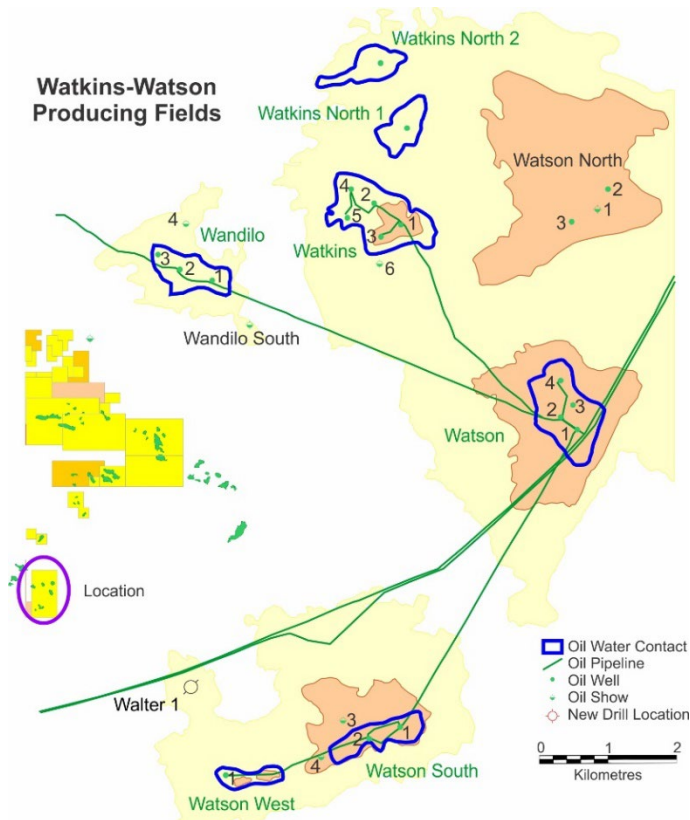 Watkins North 2
Watkins-Watson
Producing Fields
Watkins North 1
Watson North
4
2
2
1
5
1
3
3
4
Wandilo
Watkins
6
3
2
1
Wandilo South
4
3
2
Watson
1
Location
Oil Water Contact
Oil Pipeline
Oil Well
Oil Show
New Drill Location
Walter 1
3
1
2
0
1
2
4
Kilometres
Watson South
1
Watson West